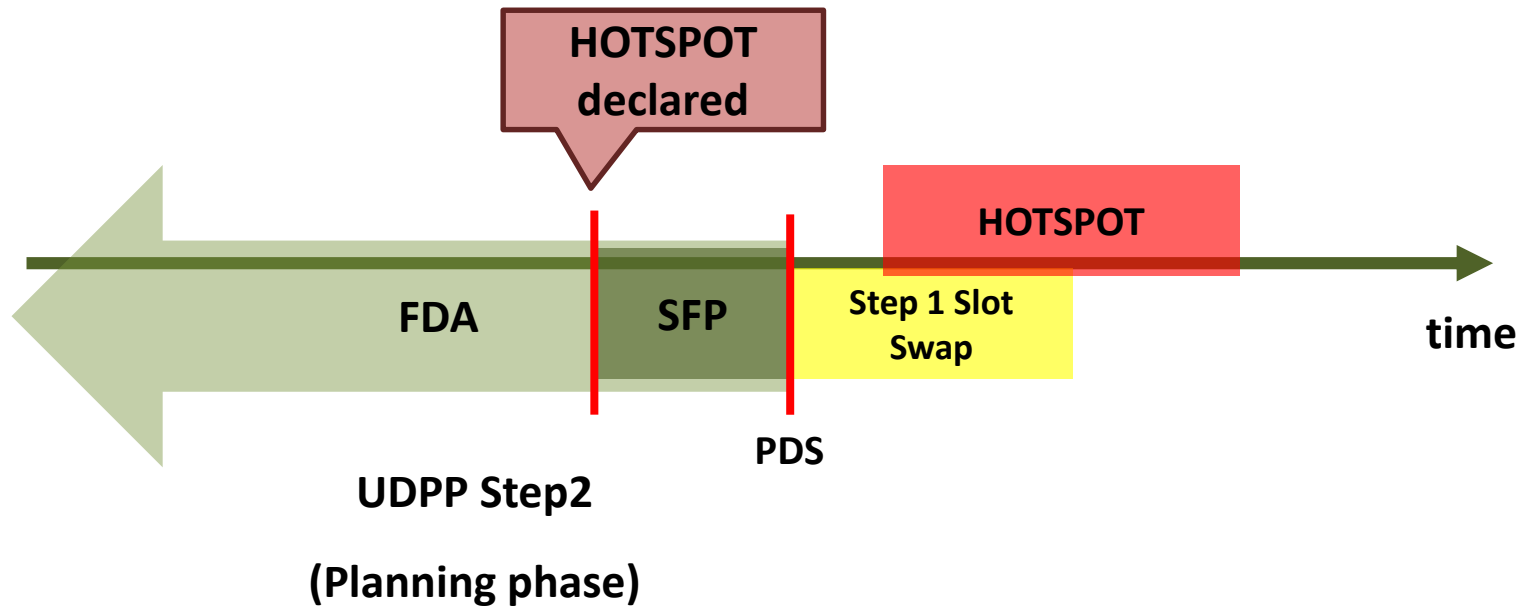 HOTSPOT
declared
HOTSPOT
FDA
SFP
Step 1 Slot
Swap
time
PDS
UDPP Step2
(Planning phase)